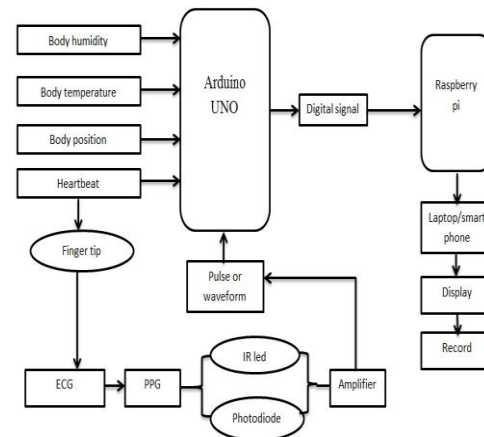 Body humidity
Body temperature
Body position
Heartbeat
Finger tip
Arduino
UNO
Digital signal
Raspberry
pi
Laptop/smart
phone
Display
Record
Pulse or
waveform
ECG
PPG
IR led
Photodiode
Amplifier